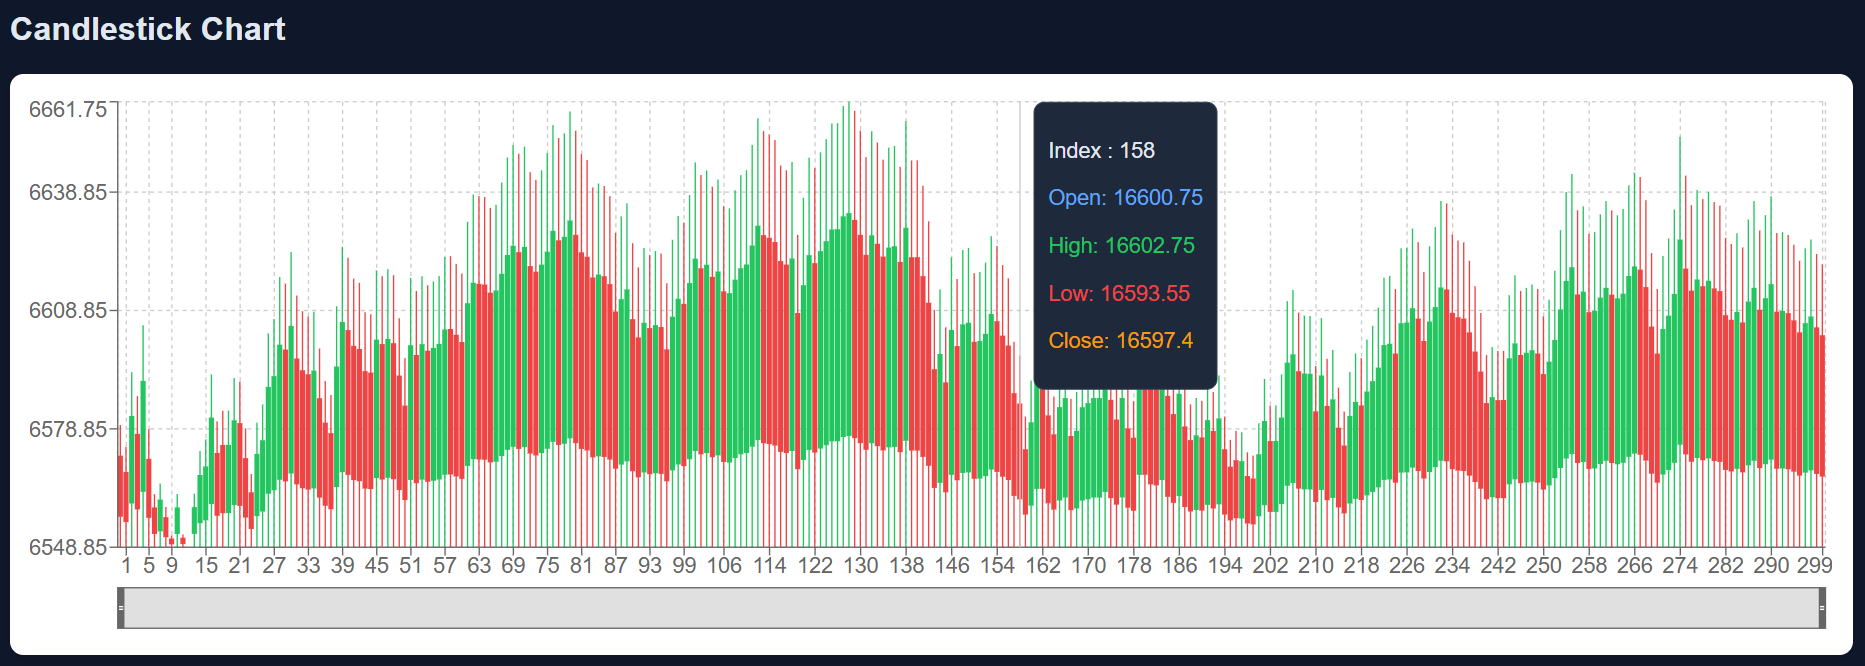 Candlestick Chart
6661.75
6638.85
6608.85
6578.85
6548.85
Index : 158
Open: 16600.75
High: 16602.75
Low: 16593.55
Close: 16597.4
1 5 9 15 21 27 33 39 45 51 57 63 69 75 81 87 93 99 106 114 122 130 138 146 154 162 170 178 186 194 202 210 218 226 234 242 250 258 266 274 282 290 299